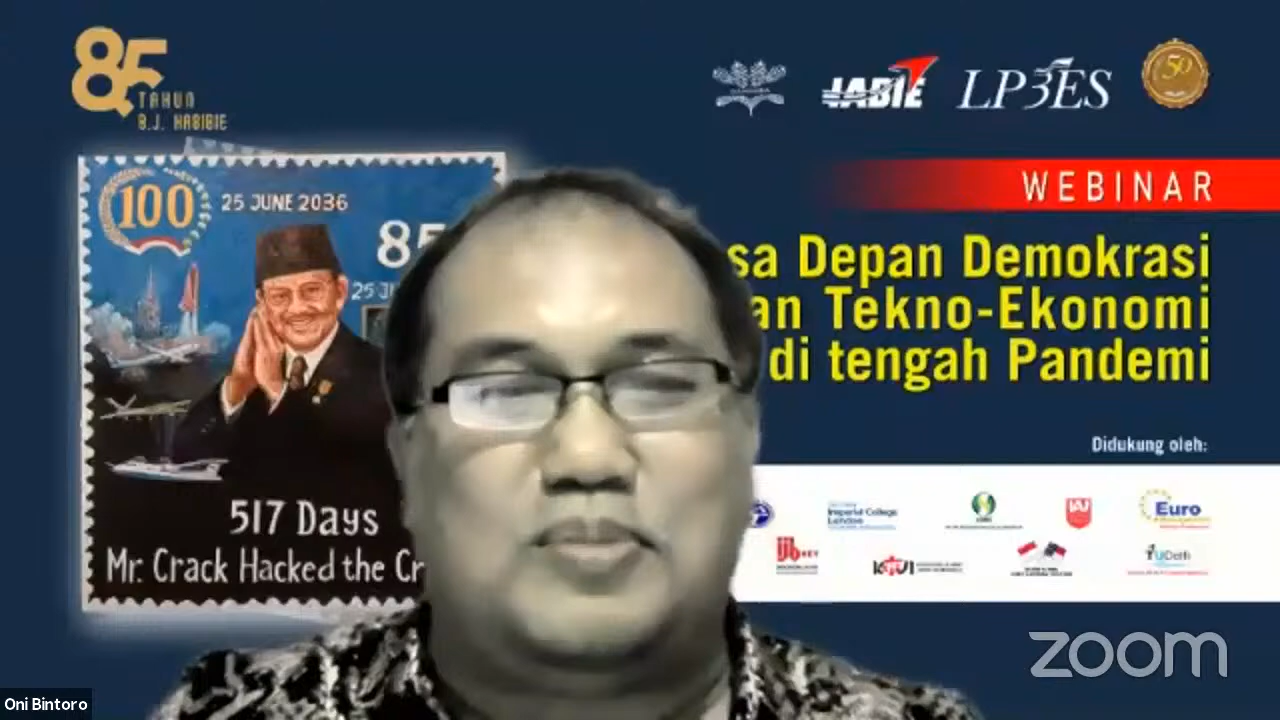 85
TAHUN
B.J. HABIBIE
JABIE
LP3ES
50
WEBINAR
sa Depan Demokrasi
an Tekno-Ekonomi
di tengah Pandemi
100
25 JUNE 2036
85
517 Days
Mr. Crack Hacked the Cr
Didukung oleh:
Imperial College
London
Euro
TUDelft
zoom
Oni Bintoro